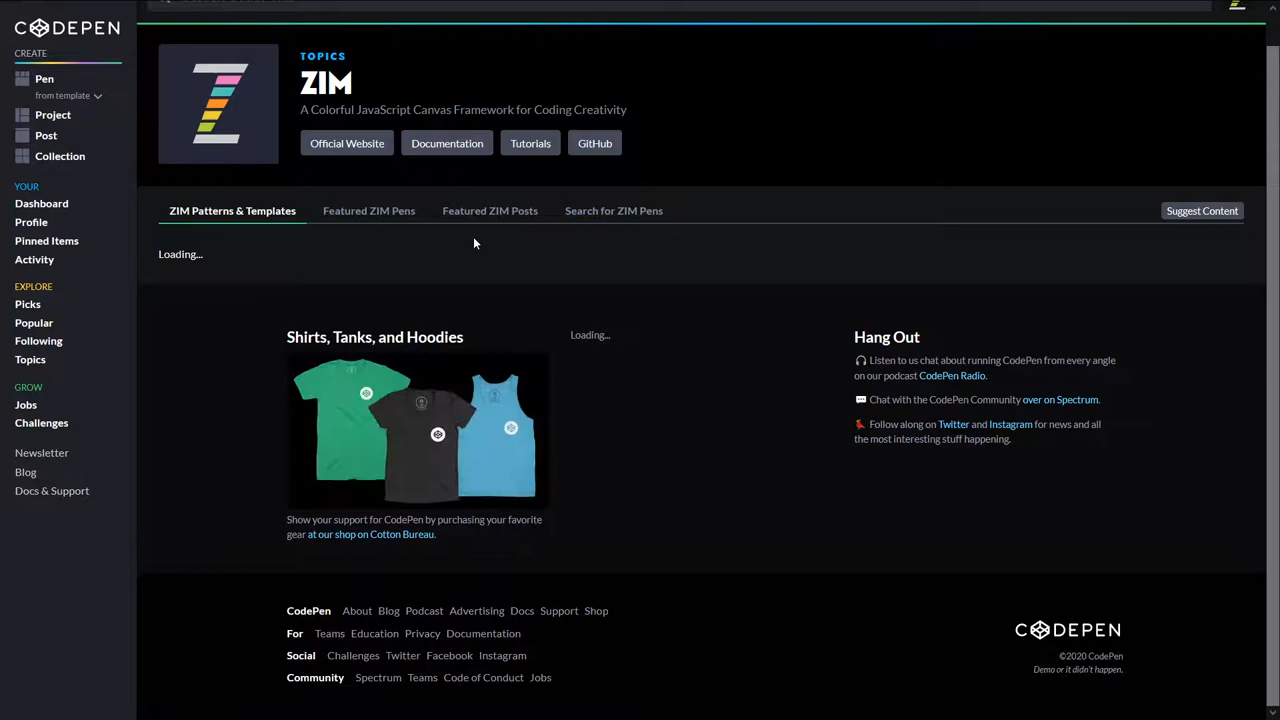 CODEPEN
CREATE
Pen
from template
Project
Post
Collection
YOUR
Dashboard
Profile
Pinned Items
Activity
EXPLORE
Picks
Popular
Following
Topics
GROW
Jobs
Challenges
Newsletter
Blog
Docs & Support
TOPICS
ZIM
A Colorful JavaScript Canvas Framework for Coding Creativity
Official Website Documentation Tutorials GitHub
ZIM Patterns & Templates Featured ZIM Pens Featured ZIM Posts Search for ZIM Pens Suggest Content
Loading...
Shirts, Tanks, and Hoodies
Show your support for CodePen by purchasing your favorite
gear at our shop on Cotton Bureau.
Loading...
Hang Out
Listen to us chat about running CodePen from every angle
on our podcast CodePen Radio.
Chat with the CodePen Community over on Spectrum.
Follow along on Twitter and Instagram for news and all
the most interesting stuff happening.
CodePen About Blog Podcast Advertising Docs Support Shop
For Teams Education Privacy Documentation
Social Challenges Twitter Facebook Instagram
Community Spectrum Teams Code of Conduct Jobs
CODEPEN
©2020 CodePen
Demo or it didn't happen.